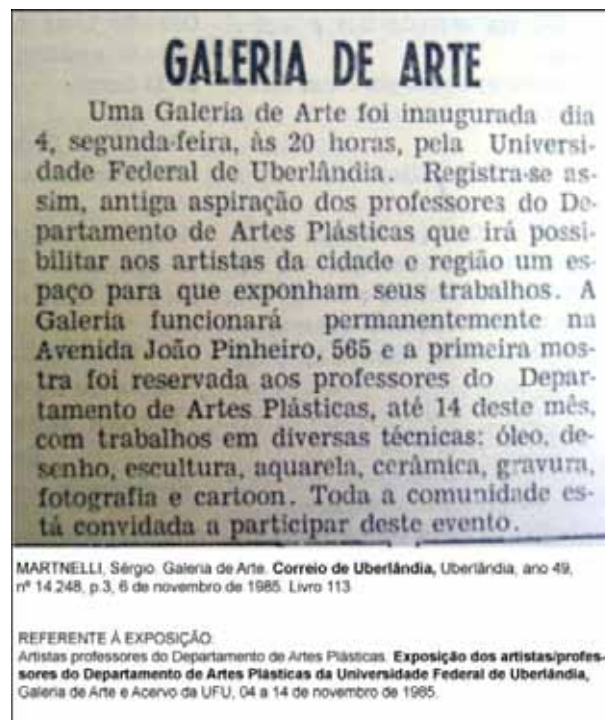 GALERIA DE ARTE
Uma Galeria de Arte foi inaugurada dia
4, segunda-feira, às 20 horas, pela Universi-
dade Federal de Uberlândia. Registra-se as-
sim, antiga aspiração dos professores do De-
partamento de Artes Plásticas que irá possi-
bilitar aos artistas da cidade e região um es-
paço para que exponham seus trabalhos. A
Galeria funcionará permanentemente na
Avenida João Pinheiro, 565 e a primeira mos-
tra foi reservada aos professores do Depar-
tamento de Artes Plásticas, até 14 deste mês,
com trabalhos em diversas técnicas: óleo, de-
senho, escultura, aquarela, cerâmica, gravura,
fotografia e cartoon. Toda a comunidade es-
tá convidada a participar deste evento.
MARTNELLI, Sérgio. Galeria de Arte. Correio de Uberlândia, Uberlândia, ano 49,
nº 14.248, p.3, 6 de novembro de 1985. Livro 113
REFERENTE À EXPOSIÇÃO:
Artistas professores do Departamento de Artes Plásticas. Exposição dos artistas/profes-
sores do Departamento de Artes Plásticas da Universidade Federal de Uberlândia,
Galeria de Arte e Acervo da UFU, 04 a 14 de novembro de 1985.